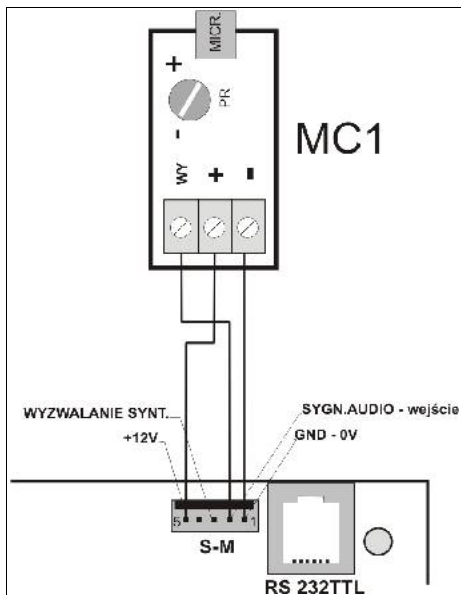 MICR.
+
PR
-
MC1
WY + -
WYZWALANIE SYNT.
SYGN.AUDIO - wejście
+12V
GND - 0V
5 1
S-M
RS 232TTL